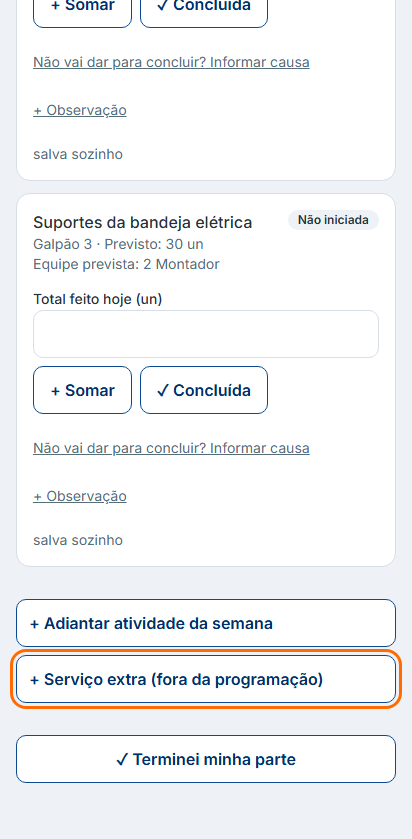 + Somar
✓ Concluída
Não vai dar para concluir? Informar causa
+ Observação
salva sozinho
Suportes da bandeja elétrica
Não iniciada
Galpão 3 · Previsto: 30 un
Equipe prevista: 2 Montador
Total feito hoje (un)
+ Somar
✓ Concluída
Não vai dar para concluir? Informar causa
+ Observação
salva sozinho
+ Adiantar atividade da semana
+ Serviço extra (fora da programação)
✓ Terminei minha parte